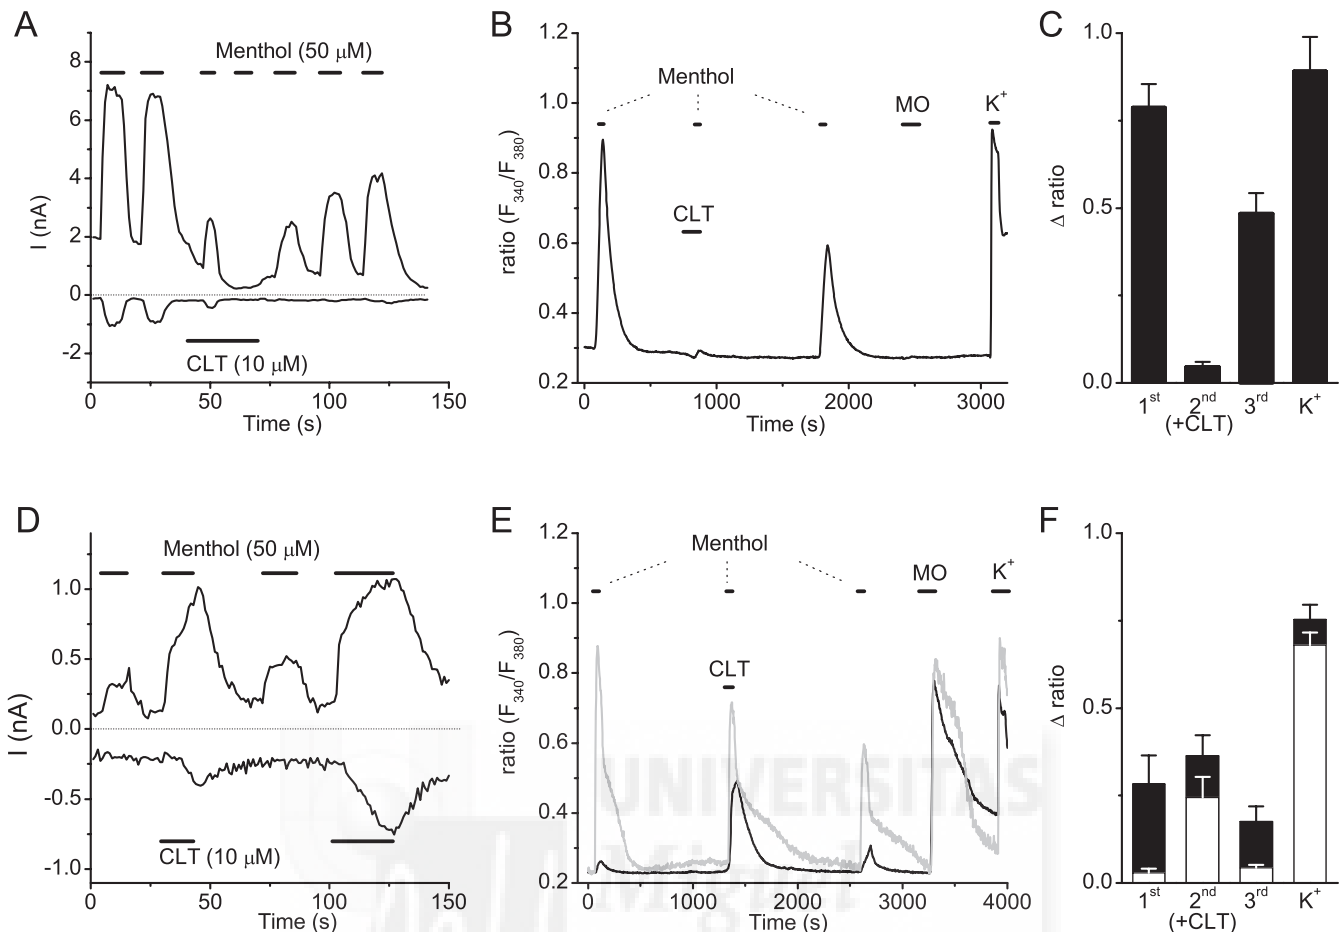 A
Menthol (50 μM)
8
6
4
2
0
-2
I (nA)
CLT (10 μM)
0
50
100
150
Time (s)
B
1.2
1.0
0.8
0.6
0.4
0.2
ratio (F340/F380)
Menthol
MO
K+
CLT
0
1000
2000
3000
Time (s)
C
1.0
0.5
0.0
Δ ratio
1st
2nd
3rd
K+
(+CLT)
D
Menthol (50 μM)
1.0
0.5
0.0
-0.5
-1.0
I (nA)
CLT (10 μM)
0
50
100
150
Time (s)
E
1.2
1.0
0.8
0.6
0.4
0.2
ratio (F340/F380)
Menthol
MO
K+
CLT
UNIVERSITAS
Miguel
0
1000
2000
3000
4000
Time (s)
F
1.0
0.5
0.0
Δ ratio
1st
2nd
3rd
K+
(+CLT)